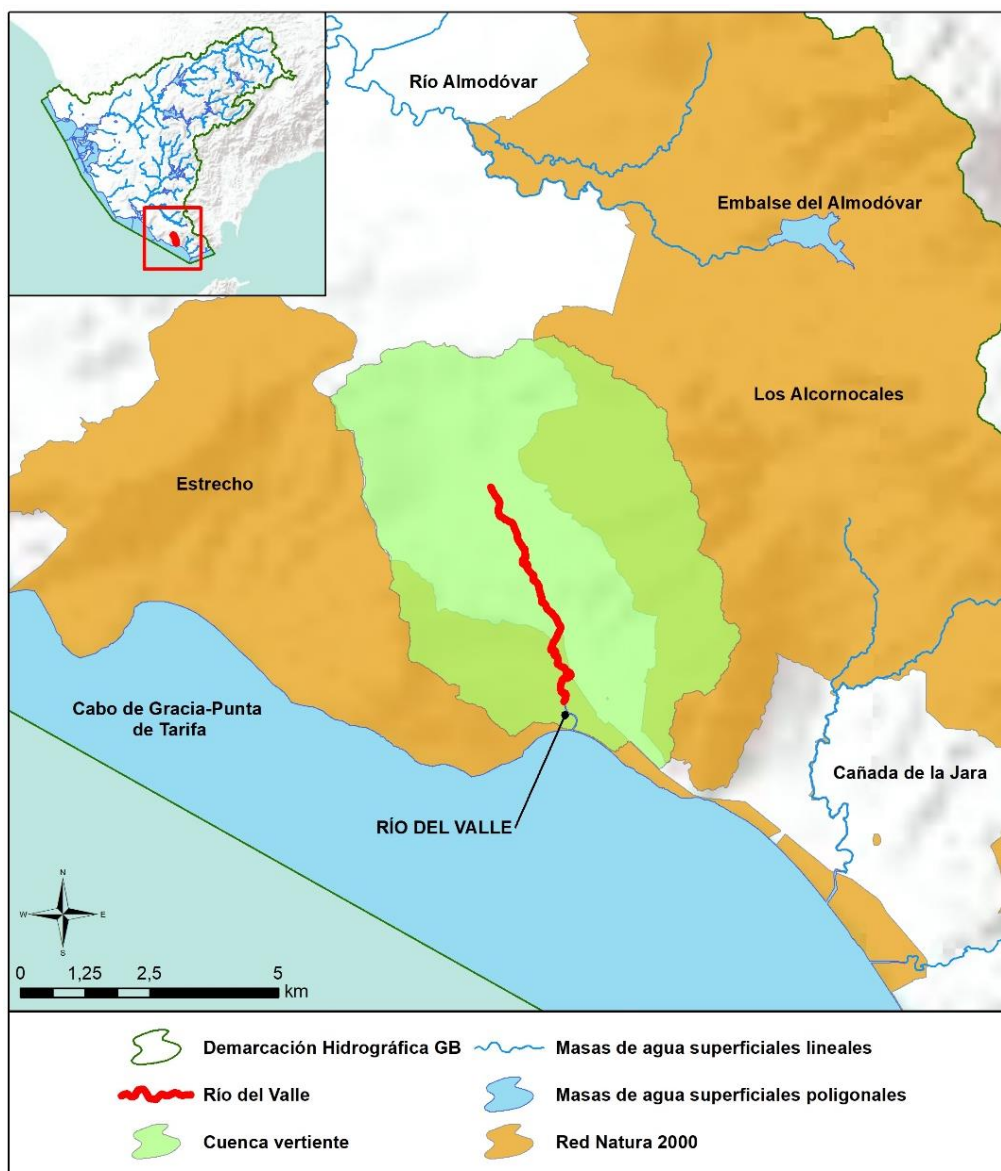 Río Almodóvar
Embalse del Almodóvar
Los Alcornocales
Estrecho
Cabo de Gracia-Punta
de Tarifa
Cañada de la Jara
RÍO DEL VALLE
N
W
E
S
0
1,25
2,5
5
km
Demarcación Hidrográfica GB
Masas de agua superficiales lineales
Río del Valle
Masas de agua superficiales poligonales
Cuenca vertiente
Red Natura 2000